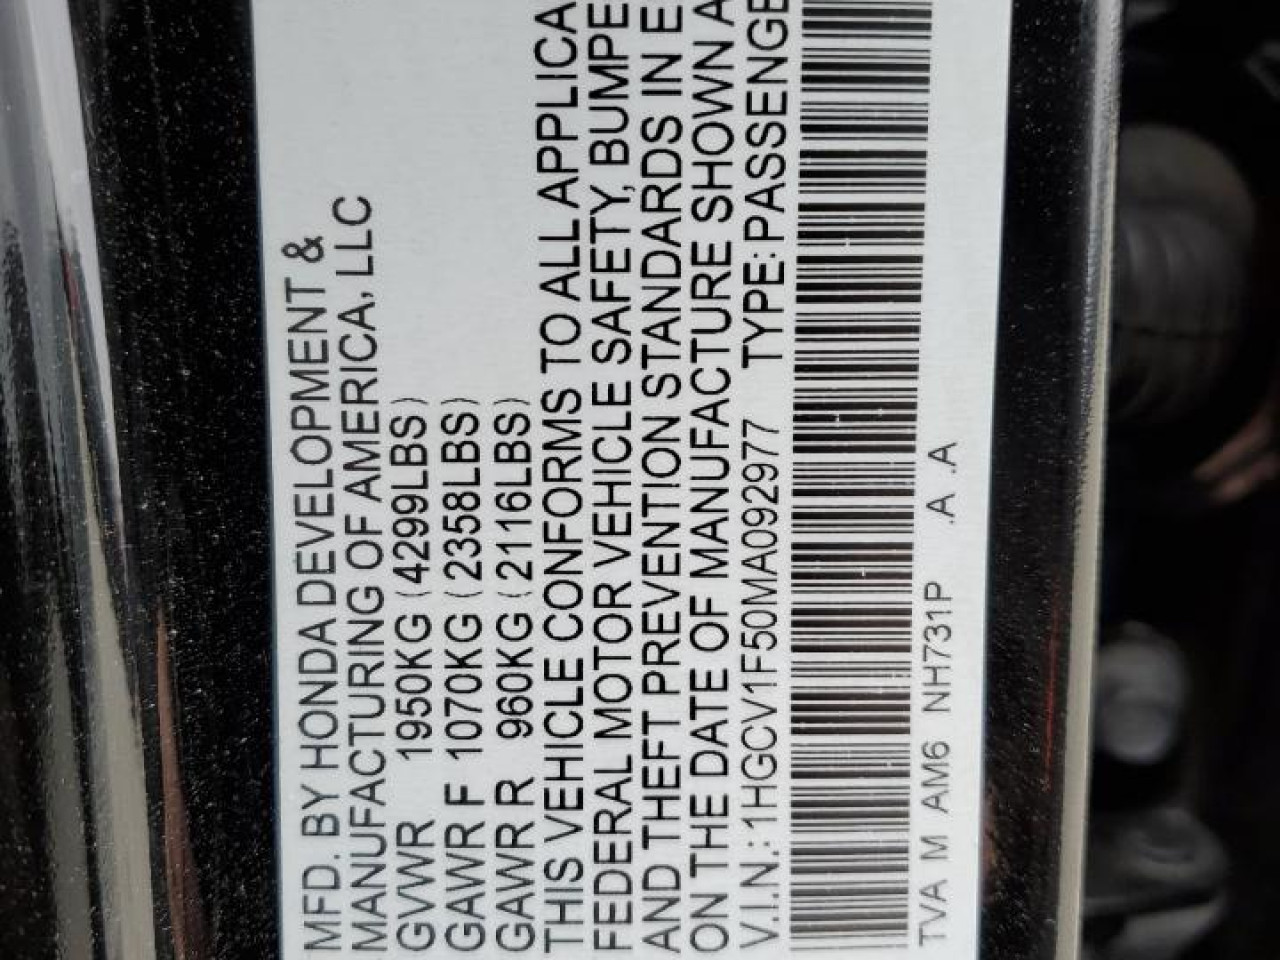 MFD. BY HONDA DEVELOPMENT &
MANUFACTURING OF AMERICA, LLC
GVWR 1950KG (4299LBS)
GAWR F 1070KG (2358LBS)
GAWR R 960KG (2116LBS)
THIS VEHICLE CONFORMS TO ALL APPLICA
FEDERAL MOTOR VEHICLE SAFETY, BUMPE
AND THEFT PREVENTION STANDARDS IN E
ON THE DATE OF MANUFACTURE SHOWN A
V.I.N.: 1HGCV1F50MA092977 TYPE: PASSENGE
TVA M AM6 NH731P .A .A